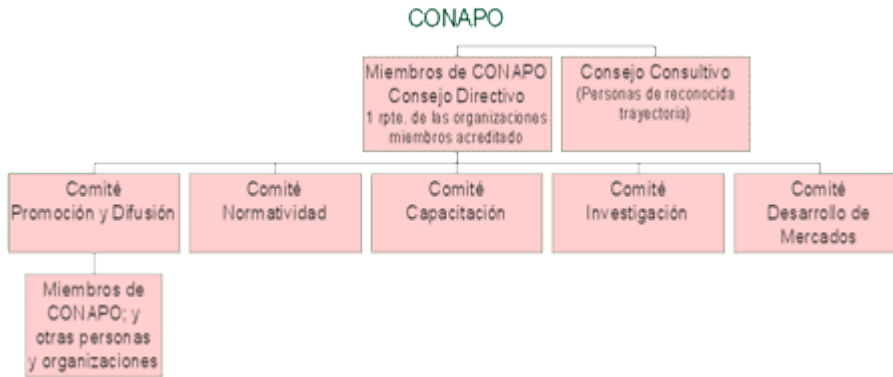 CONAPO
Miembros de CONAPO
Consejo Directivo
1 rpte. de las organizaciones
miembros acreditado
Consejo Consultivo
(Personas de reconocida
trayectoria)
Comité
Promoción y Difusión
Comité
Normatividad
Comité
Capacitación
Comité
Investigación
Comité
Desarrollo de
Mercados
Miembros de
CONAPO; y
otras personas
y organizaciones